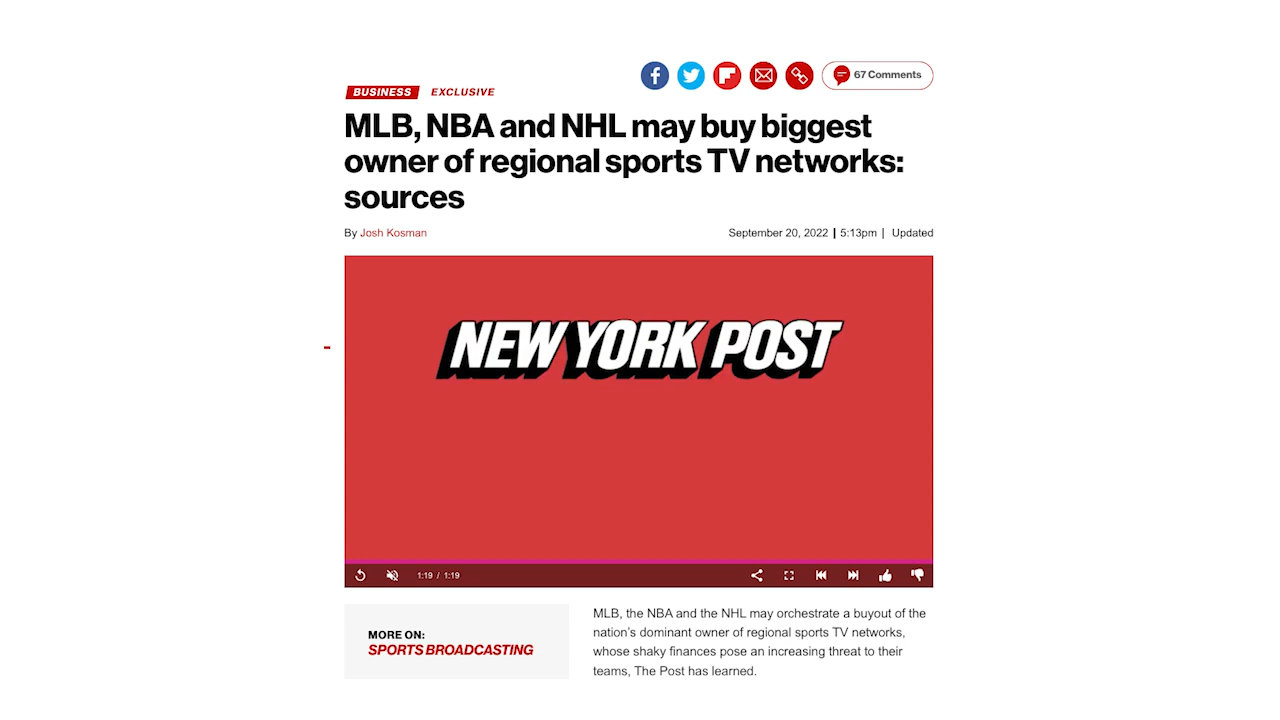 67 Comments
BUSINESS EXCLUSIVE
MLB, NBA and NHL may buy biggest
owner of regional sports TV networks:
sources
By Josh Kosman
September 20, 2022 | 5:13pm | Updated
NEW YORK POST
1:19 / 1:19
MORE ON:
SPORTS BROADCASTING
MLB, the NBA and the NHL may orchestrate a buyout of the
nation's dominant owner of regional sports TV networks,
whose shaky finances pose an increasing threat to their
teams, The Post has learned.